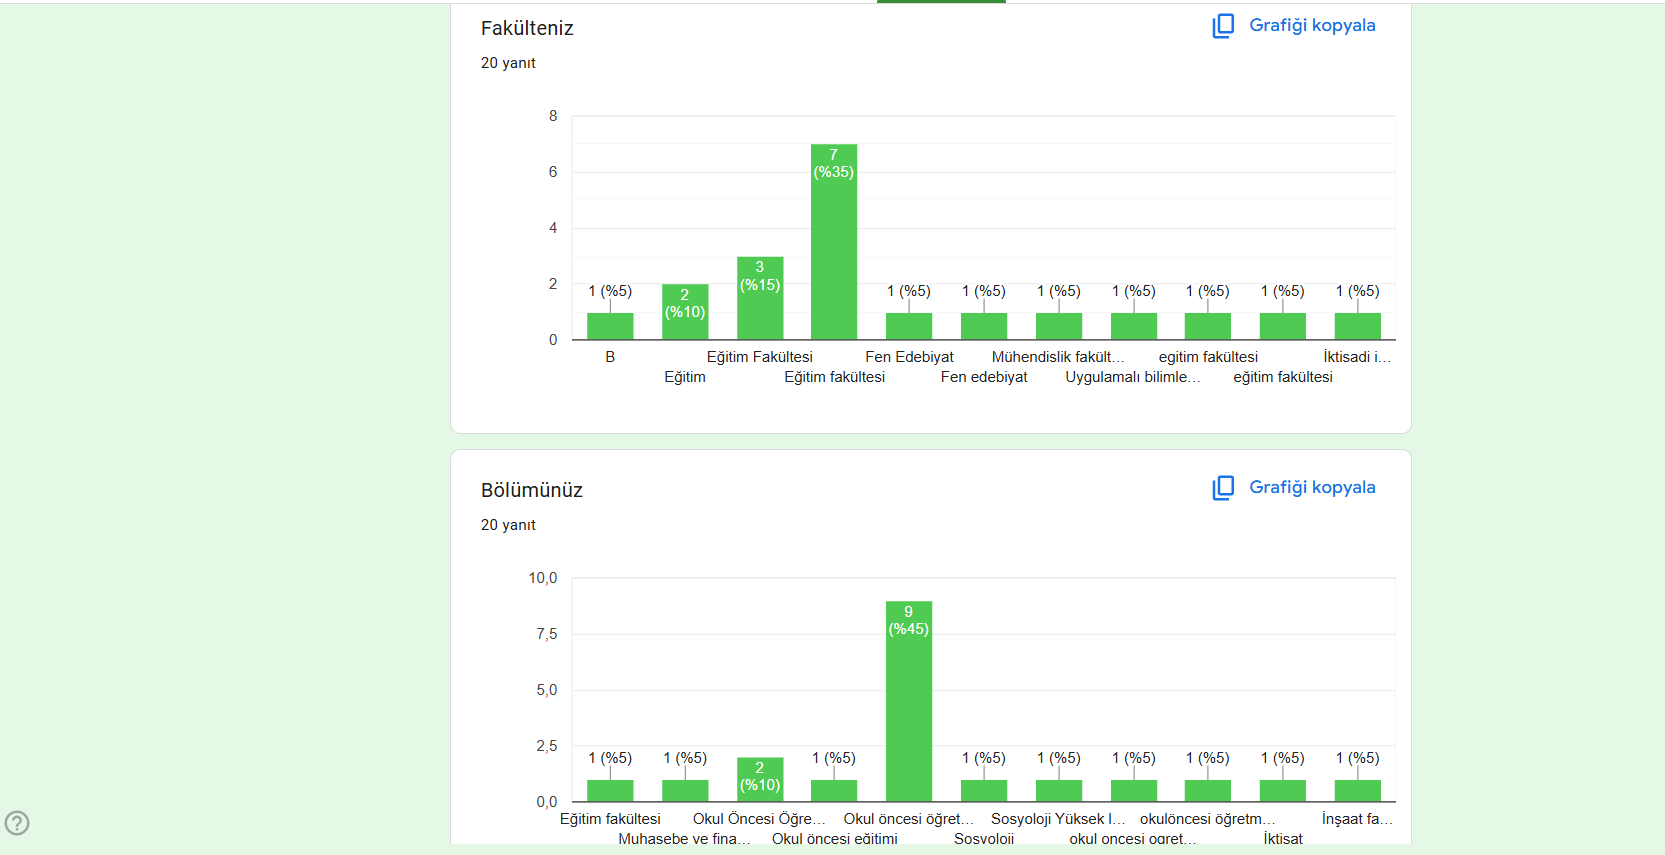 Fakülteniz
Grafiği kopyala
20 yanıt
8
6
4
2
0
1 (%5)
2
(%10)
3
(%15)
7
(%35)
1 (%5)
1 (%5)
1 (%5)
1 (%5)
1 (%5)
1 (%5)
1 (%5)
B
Eğitim
Eğitim Fakültesi
Eğitim fakültesi
Fen Edebiyat
Fen edebiyat
Mühendislik fakült...
Uygulamalı bilimle...
egitim fakültesi
eğitim fakültesi
İktisadi i...
Bölümünüz
Grafiği kopyala
20 yanıt
10,0
7,5
5,0
2,5
0,0
1 (%5)
1 (%5)
2
(%10)
1 (%5)
9
(%45)
1 (%5)
1 (%5)
1 (%5)
1 (%5)
1 (%5)
1 (%5)
Eğitim fakültesi
Muhasebe ve fina...
Okul Öncesi Öğre...
Okul öncesi eğitimi
Okul öncesi öğret...
Sosyoloji
Sosyoloji Yüksek l...
okul oncesi ogret...
okulöncesi öğretm...
İktisat
İnşaat fa...